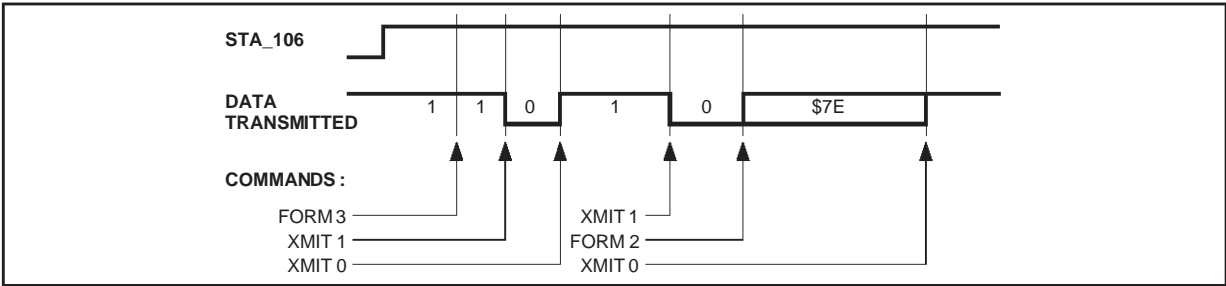 STA_106
DATA
TRANSMITTED
1 1 0 1 0 $7E
COMMANDS :
FORM 3 XMIT 1
XMIT 1 FORM 2
XMIT 0 XMIT 0